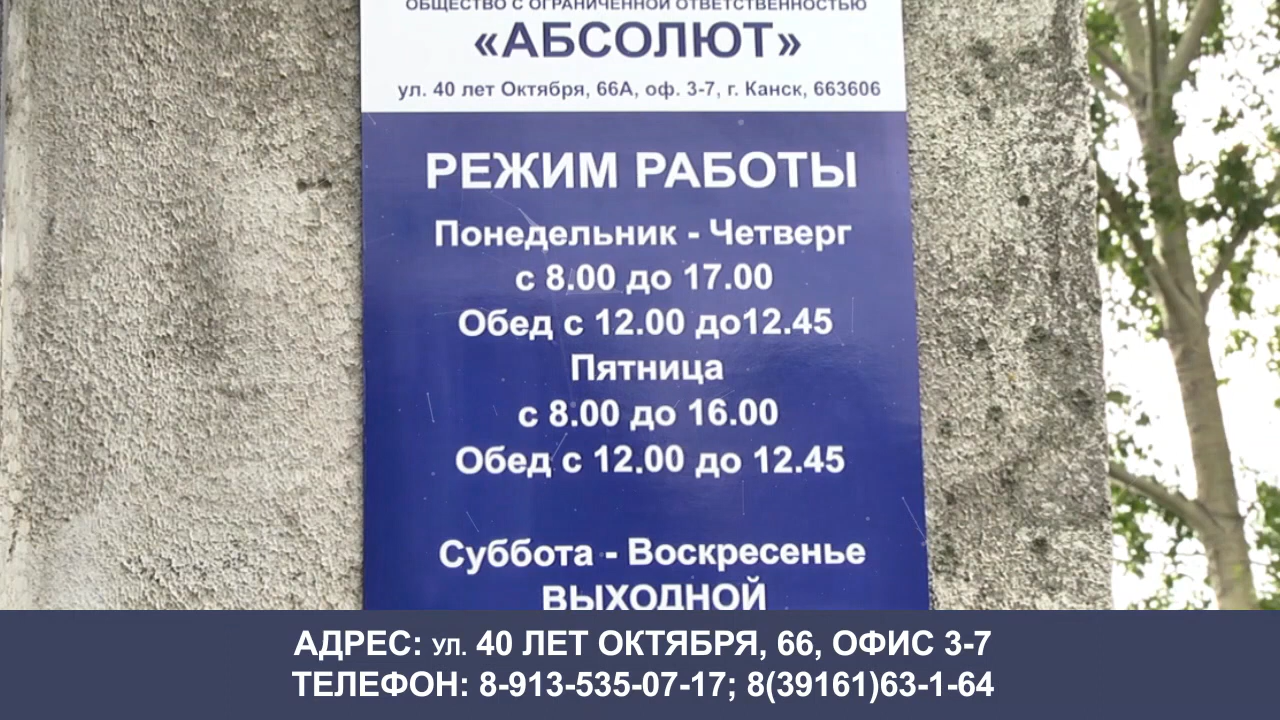 ОБЩЕСТВО С ОГРАНИЧЕННОЙ ОТВЕТСТВЕННОСТЬЮ
«АБСОЛЮТ»
ул. 40 лет Октября, 66А, оф. 3-7, г. Канск, 663606
РЕЖИМ РАБОТЫ
Понедельник - Четверг
с 8.00 до 17.00
Обед с 12.00 до12.45
Пятница
с 8.00 до 16.00
Обед с 12.00 до 12.45
Суббота - Воскресенье
ВЫХОДНОЙ
АДРЕС: ул. 40 ЛЕТ ОКТЯБРЯ, 66, ОФИС 3-7
ТЕЛЕФОН: 8-913-535-07-17; 8(39161)63-1-64